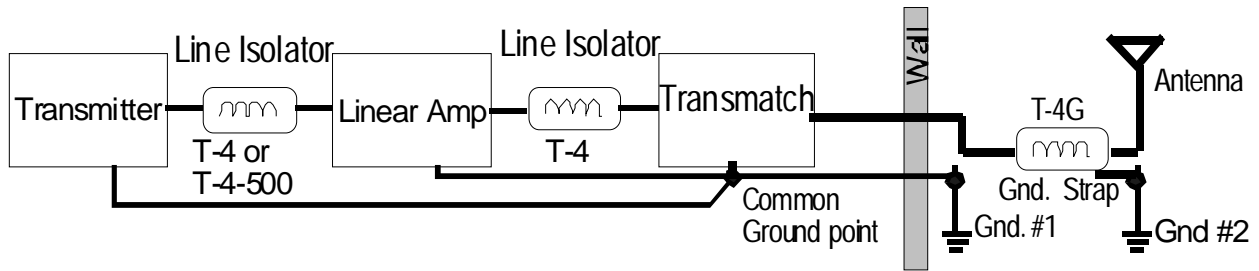 Line Isolator
Line Isolator
Wall
Transmitter
Linear Amp
Transmatch
Antenna
T-4G
T-4 or
T-4-500
T-4
Gnd. Strap
Common
Ground point
Gnd. #1
Gnd #2